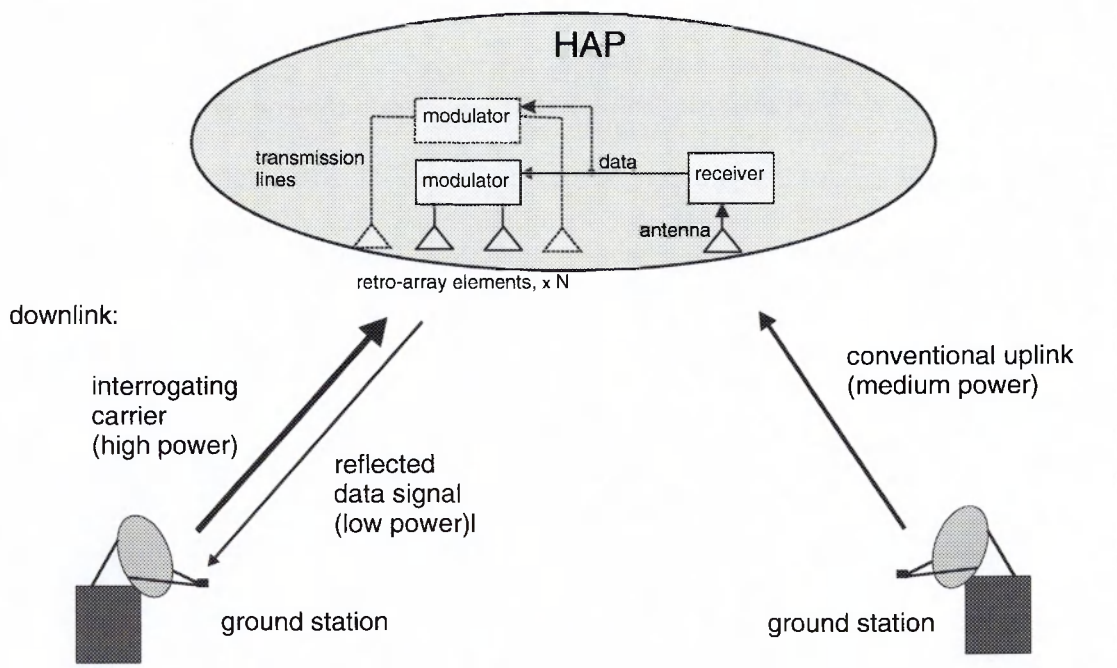 HAP
modulator
transmission
lines
modulator
data
receiver
antenna
retro-array elements, x N
downlink:
interrogating
carrier
(high power)
reflected
data signal
(low power)l
conventional uplink
(medium power)
ground station
ground station